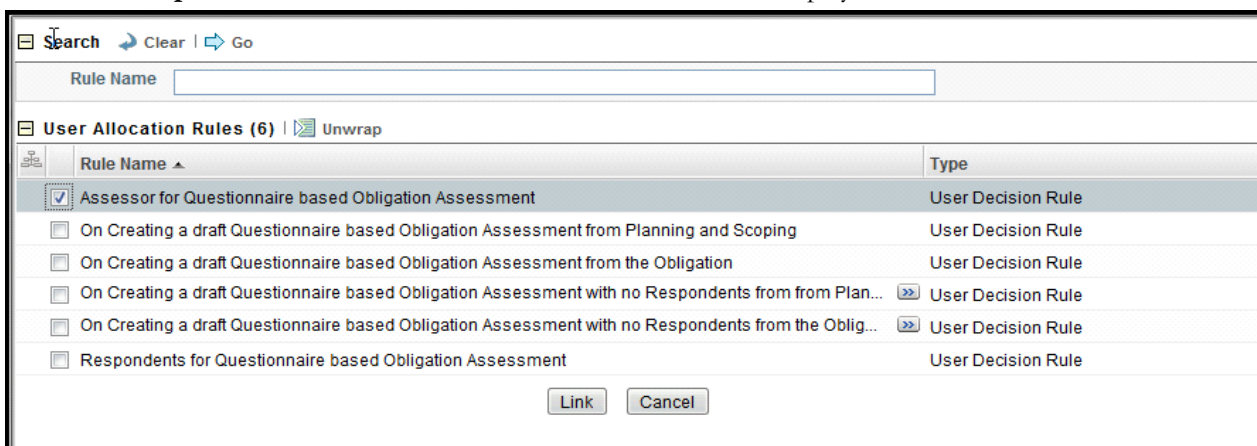 Search Clear | Go
Rule Name
User Allocation Rules (6) | Unwrap
Rule Name Type
Assessor for Questionnaire based Obligation Assessment User Decision Rule
On Creating a draft Questionnaire based Obligation Assessment from Planning and Scoping User Decision Rule
On Creating a draft Questionnaire based Obligation Assessment from the Obligation User Decision Rule
On Creating a draft Questionnaire based Obligation Assessment with no Respondents from from Plan... User Decision Rule
On Creating a draft Questionnaire based Obligation Assessment with no Respondents from the Oblig... User Decision Rule
Respondents for Questionnaire based Obligation Assessment User Decision Rule
Link Cancel